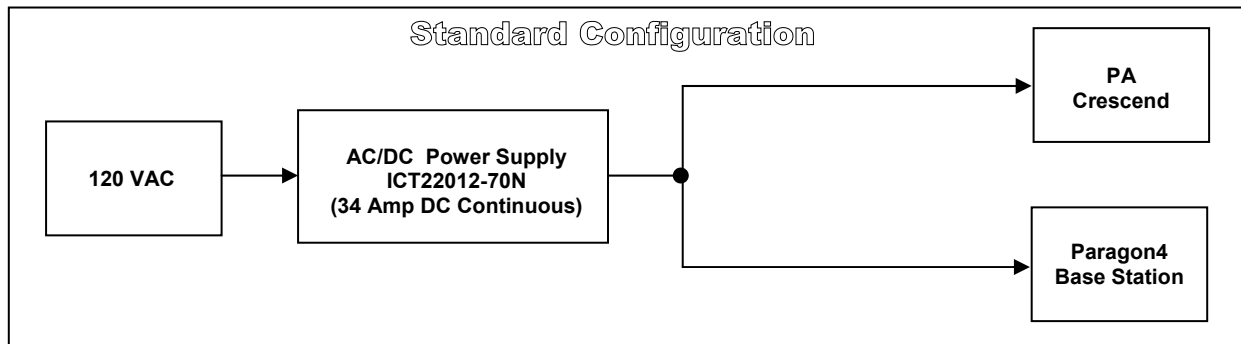 Standard Configuration
120 VAC
AC/DC Power Supply
ICT22012-70N
(34 Amp DC Continuous)
PA
Crescend
Paragon4
Base Station